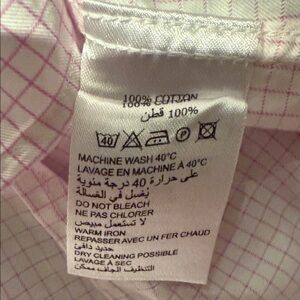 100% COTTON
100% قطن
40 P
MACHINE WASH 40°C
LAVAGE EN MACHINE À 40°C
على حرارة 40 درجة مئوية
يُغسل في الغسالة
DO NOT BLEACH
NE PAS CHLORER
لا تستعمل مبيض
WARM IRON
REPASSER AVEC UN FER CHAUD
حديد دافئ
DRY CLEANING POSSIBLE
LAVAGE À SEC
التنظيف الجاف ممكن